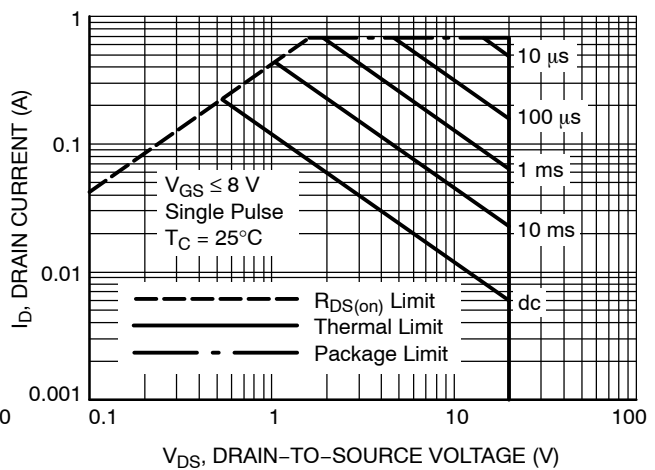 1
0.1
0.01
0.001
I_D, DRAIN CURRENT (A)
V_GS ≤ 8 V
Single Pulse
T_C = 25°C
10 μs
100 μs
1 ms
10 ms
dc
R_DS(on) Limit
Thermal Limit
Package Limit
0
0.1
1
10
100
V_DS, DRAIN−TO−SOURCE VOLTAGE (V)